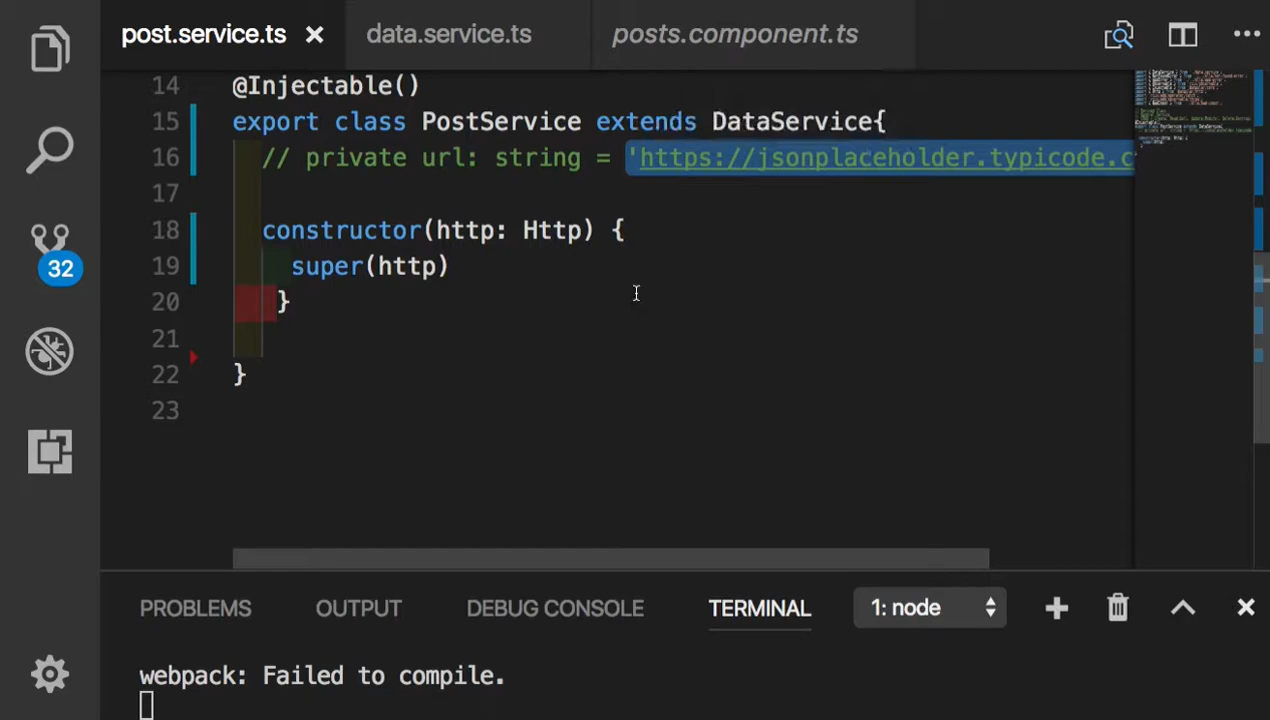 post.service.ts data.service.ts posts.component.ts
14 @Injectable()
15 export class PostService extends DataService{
16 // private url: string = 'https://jsonplaceholder.typicode.c
17
18 constructor(http: Http) {
19 super(http)
20 }
21
22 }
23
32
PROBLEMS OUTPUT DEBUG CONSOLE TERMINAL 1: node
webpack: Failed to compile.